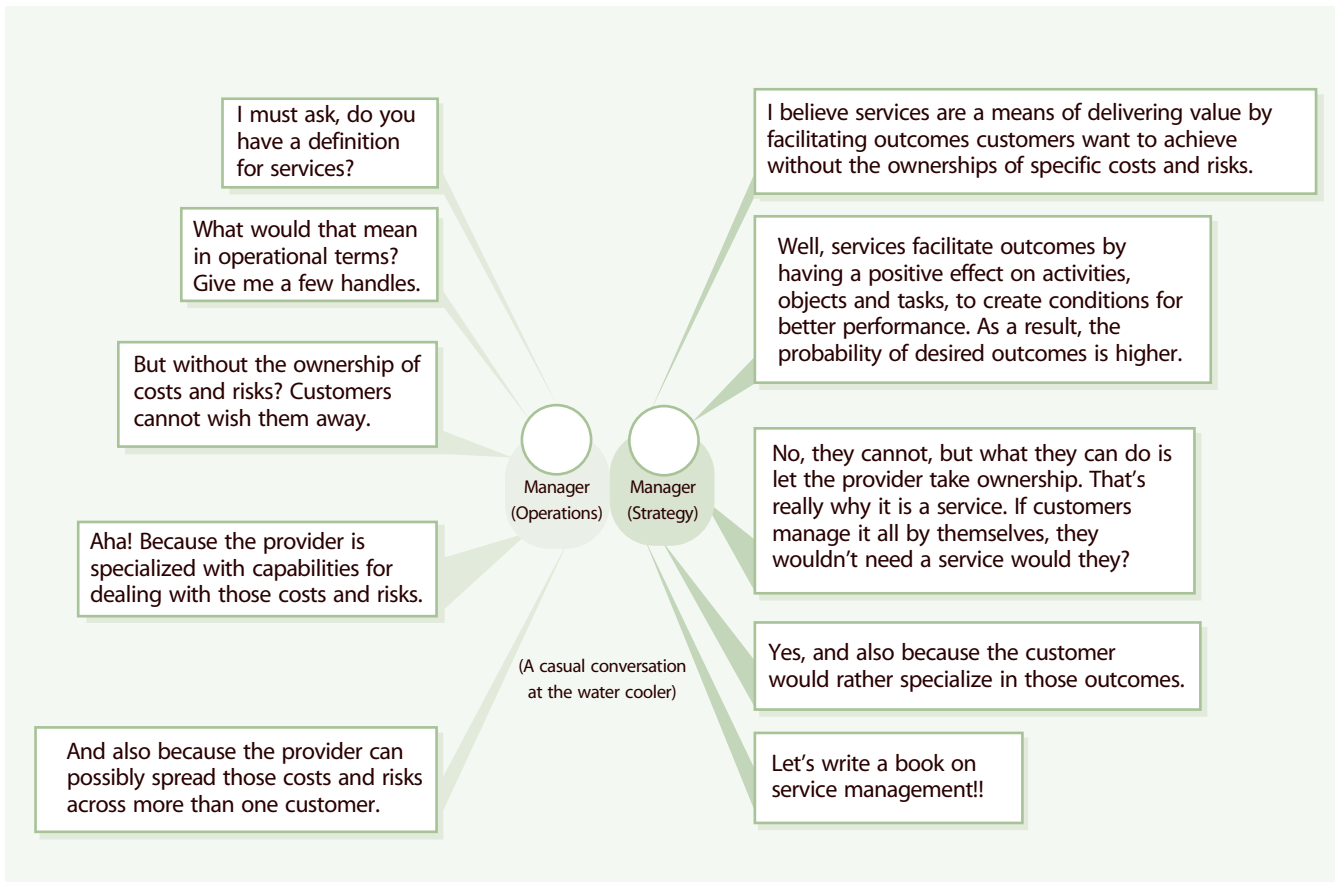 I must ask, do you
have a definition
for services?
I believe services are a means of delivering value by
facilitating outcomes customers want to achieve
without the ownerships of specific costs and risks.
What would that mean
in operational terms?
Give me a few handles.
Well, services facilitate outcomes by
having a positive effect on activities,
objects and tasks, to create conditions for
better performance. As a result, the
probability of desired outcomes is higher.
But without the ownership of
costs and risks? Customers
cannot wish them away.
No, they cannot, but what they can do is
let the provider take ownership. That’s
really why it is a service. If customers
manage it all by themselves, they
wouldn’t need a service would they?
Manager
(Operations)
Manager
(Strategy)
Aha! Because the provider is
specialized with capabilities for
dealing with those costs and risks.
Yes, and also because the customer
would rather specialize in those outcomes.
(A casual conversation
at the water cooler)
And also because the provider can
possibly spread those costs and risks
across more than one customer.
Let’s write a book on
service management!!